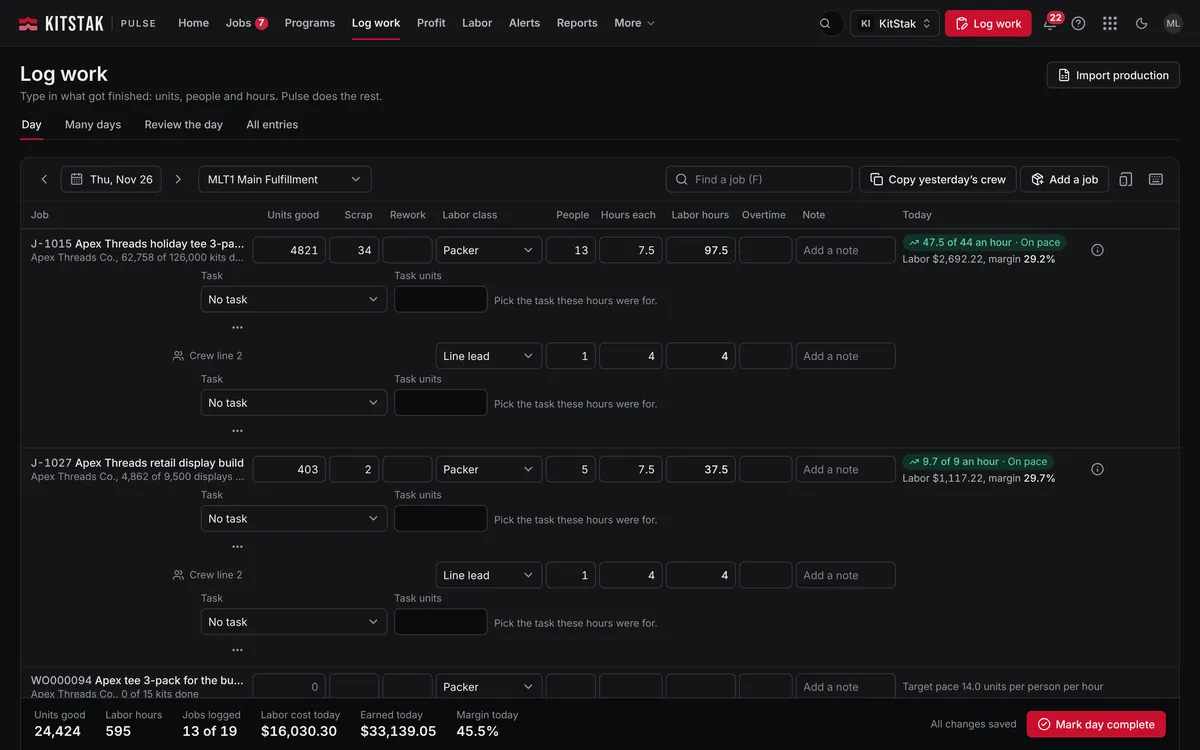 KITSTAK PULSE Home Jobs 7 Programs Log work Profit Labor Alerts Reports More KI KitStak Log work 22 ML
Log work
Import production
Type in what got finished: units, people and hours. Pulse does the rest.
Day Many days Review the day All entries
Thu, Nov 26 MLT1 Main Fulfillment Find a job (F) Copy yesterday's crew Add a job
Job Units good Scrap Rework Labor class People Hours each Labor hours Overtime Note Today
J-1015 Apex Threads holiday tee 3-pa... 4821 34 Packer 13 7.5 97.5 Add a note 47.5 of 44 an hour · On pace
Apex Threads Co., 62,758 of 126,000 kits d... Labor $2,692.22, margin 29.2%
Task Task units
No task Pick the task these hours were for.
Crew line 2 Line lead 1 4 4 Add a note
Task Task units
No task Pick the task these hours were for.
J-1027 Apex Threads retail display build 403 2 Packer 5 7.5 37.5 Add a note 9.7 of 9 an hour · On pace
Apex Threads Co., 4,862 of 9,500 displays ... Labor $1,117.22, margin 29.7%
Task Task units
No task Pick the task these hours were for.
Crew line 2 Line lead 1 4 4 Add a note
Task Task units
No task Pick the task these hours were for.
WO000094 Apex tee 3-pack for the bu... 0 Packer Add a note Target pace 14.0 units per person per hour
Apex Threads Co., 0 of 15 kits done
Units good Labor hours Jobs logged Labor cost today Earned today Margin today
24,424 595 13 of 19 $16,030.30 $33,139.05 45.5%
All changes saved Mark day complete